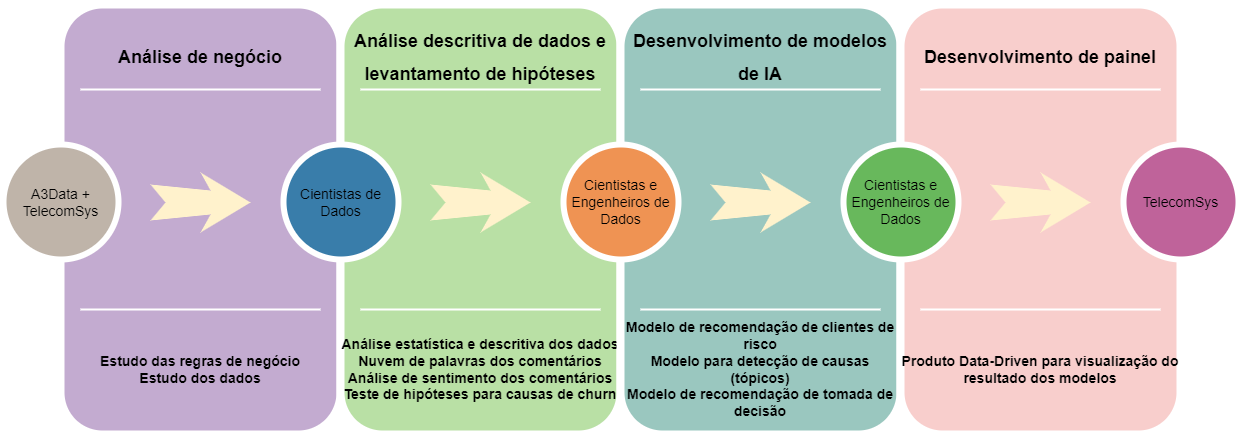 Análise de negócio
Análise descritiva de dados e
levantamento de hipóteses
Desenvolvimento de modelos
de IA
Desenvolvimento de painel
A3Data +
TelecomSys
Cientistas de
Dados
Cientistas e
Engenheiros de
Dados
Cientistas e
Engenheiros de
Dados
TelecomSys
Estudo das regras de negócio
Estudo dos dados
Análise estatística e descritiva dos dados
Nuvem de palavras dos comentários
Análise de sentimento dos comentários
Teste de hipóteses para causas de churn
Modelo de recomendação de clientes de
risco
Modelo para detecção de causas
(tópicos)
Modelo de recomendação de tomada de
decisão
Produto Data-Driven para visualização do
resultado dos modelos